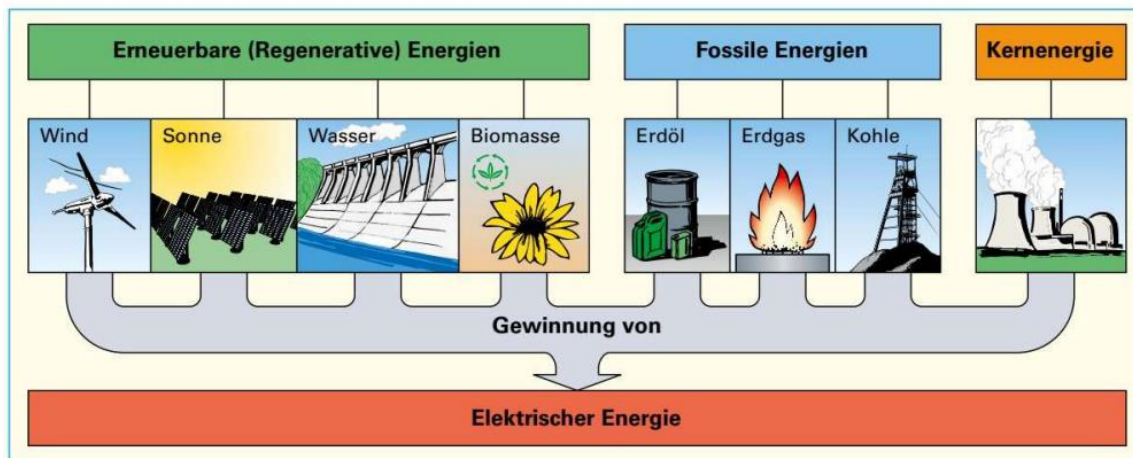 Erneuerbare (Regenerative) Energien
Fossile Energien
Kernenergie
Wind
Sonne
Wasser
Biomasse
Erdöl
Erdgas
Kohle
Gewinnung von
Elektrischer Energie